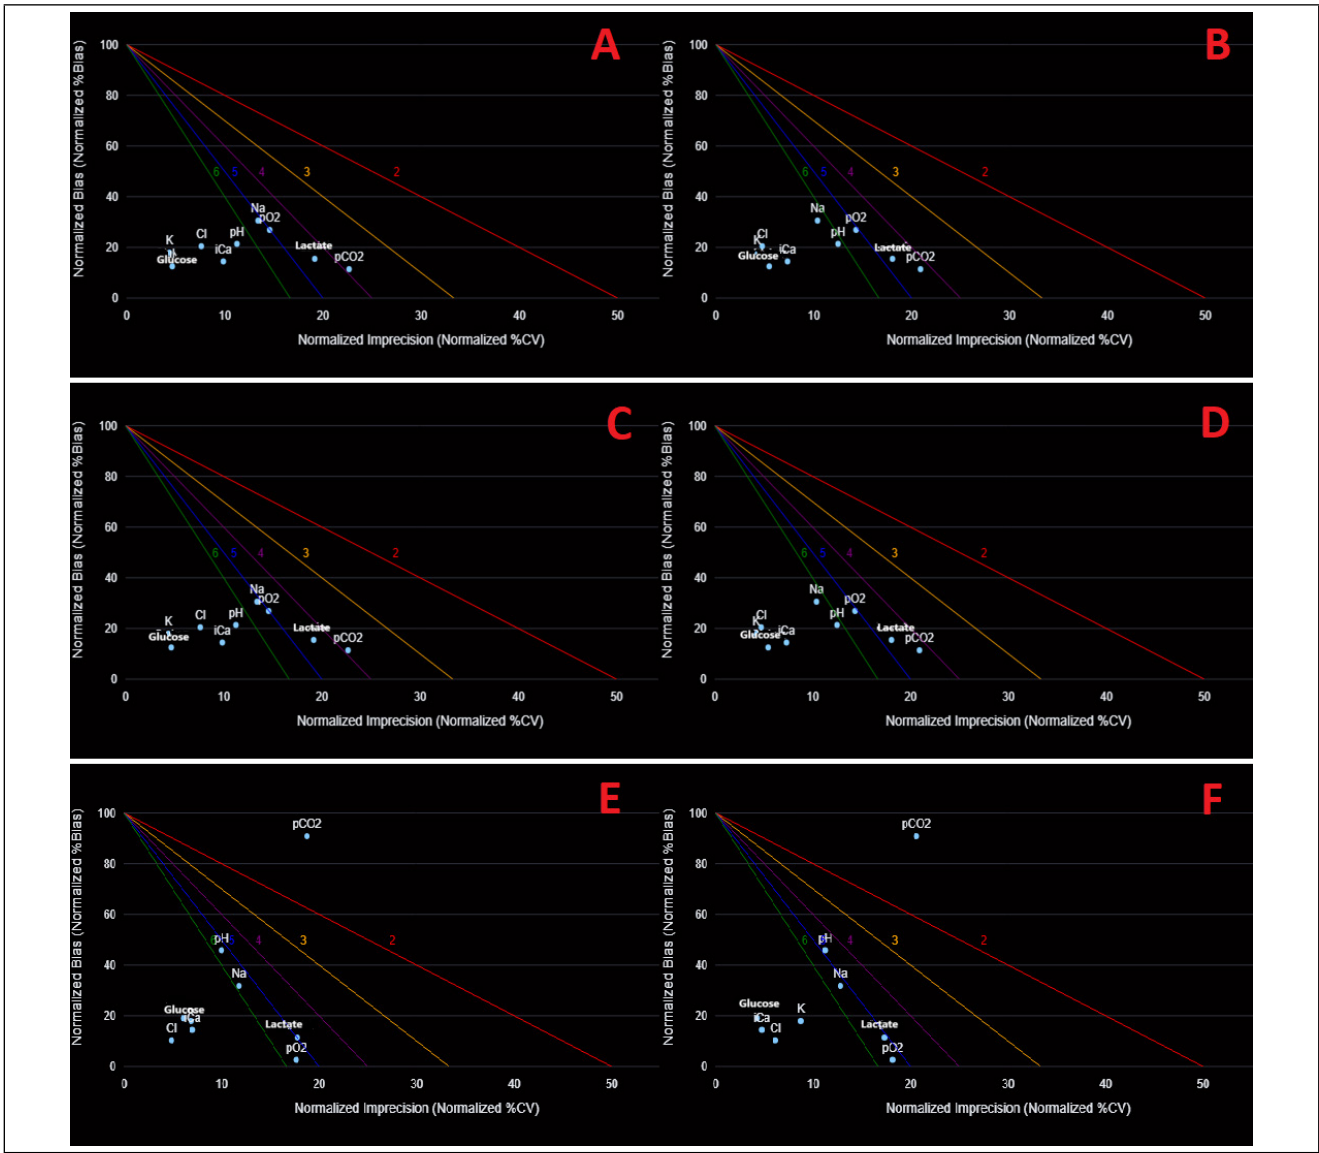 A
Normalized Bias (Normalized %Bias)
100
80
60
40
20
0
6 5 4 3 2
Na
pO2
K Cl pH
iCa
Glucose
Lactate
pCO2
0 10 20 30 40 50
Normalized Imprecision (Normalized %CV)
B
Normalized Bias (Normalized %Bias)
100
80
60
40
20
0
6 5 4 3 2
Na
pO2
Cl pH
K iCa
Glucose
Lactate
pCO2
0 10 20 30 40 50
Normalized Imprecision (Normalized %CV)
C
Normalized Bias (Normalized %Bias)
100
80
60
40
20
0
6 5 4 3 2
Na
pO2
K Cl pH
iCa
Glucose
Lactate
pCO2
0 10 20 30 40 50
Normalized Imprecision (Normalized %CV)
D
Normalized Bias (Normalized %Bias)
100
80
60
40
20
0
6 5 4 3 2
Na
pO2
Cl pH
K iCa
Glucose
Lactate
pCO2
0 10 20 30 40 50
Normalized Imprecision (Normalized %CV)
E
Normalized Bias (Normalized %Bias)
100
80
60
40
20
0
pCO2
6 pH 4 3 2
Na
Glucose
Cl
Lactate
pO2
0 10 20 30 40 50
Normalized Imprecision (Normalized %CV)
F
Normalized Bias (Normalized %Bias)
100
80
60
40
20
0
pCO2
6 pH 4 3 2
Na
Glucose K
iCa Cl
Lactate
pO2
0 10 20 30 40 50
Normalized Imprecision (Normalized %CV)